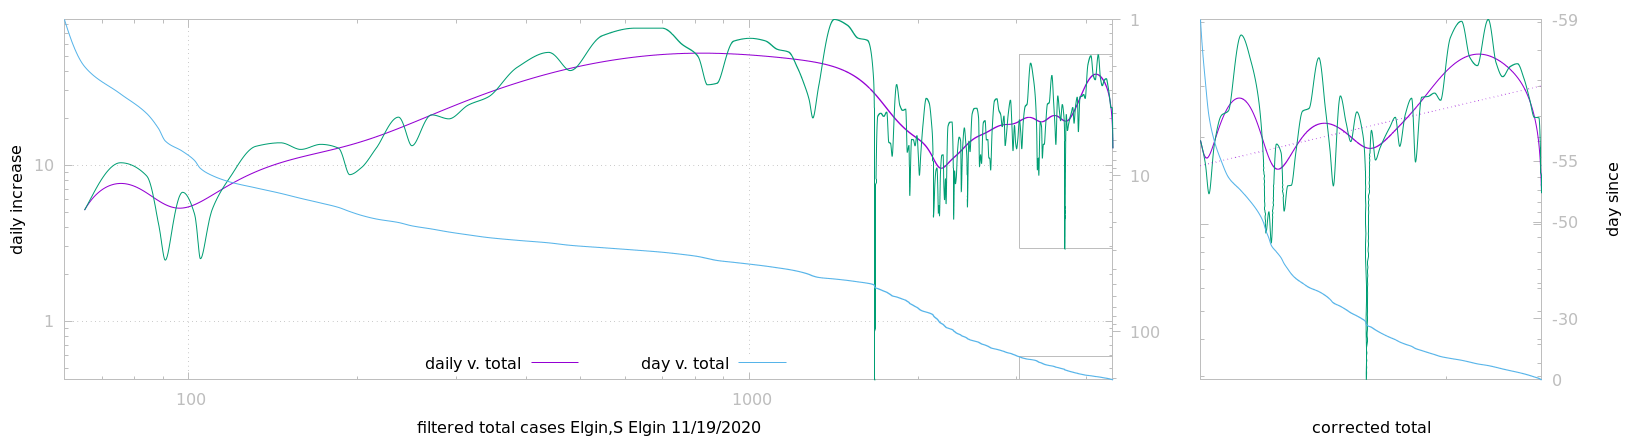 daily increase
10
1
100
1000
1
10
100
daily v. total
day v. total
filtered total cases Elgin,S Elgin 11/19/2020
-59
-55
-50
-30
0
day since
corrected total